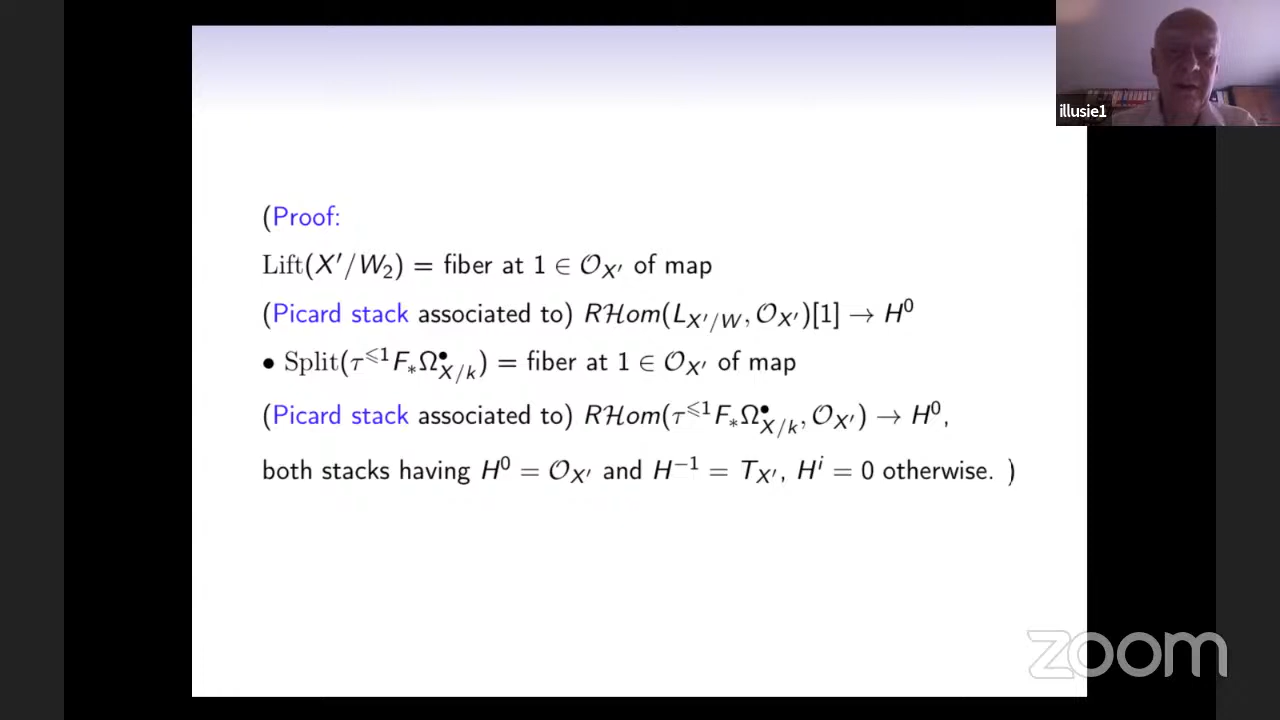 illusie1
(Proof:
Lift(X′/W₂) = fiber at 1 ∈ 𝒪_{X′} of map
(Picard stack associated to) Rℋom(L_{X′/W}, 𝒪_{X′})[1] → H⁰
• Split(τ^{⩽1}F_*Ω^•_{X/k}) = fiber at 1 ∈ 𝒪_{X′} of map
(Picard stack associated to) Rℋom(τ^{⩽1}F_*Ω^•_{X/k}, 𝒪_{X′}) → H⁰,
both stacks having H⁰ = 𝒪_{X′} and H^{−1} = T_{X′}, Hⁱ = 0 otherwise. )
zoom